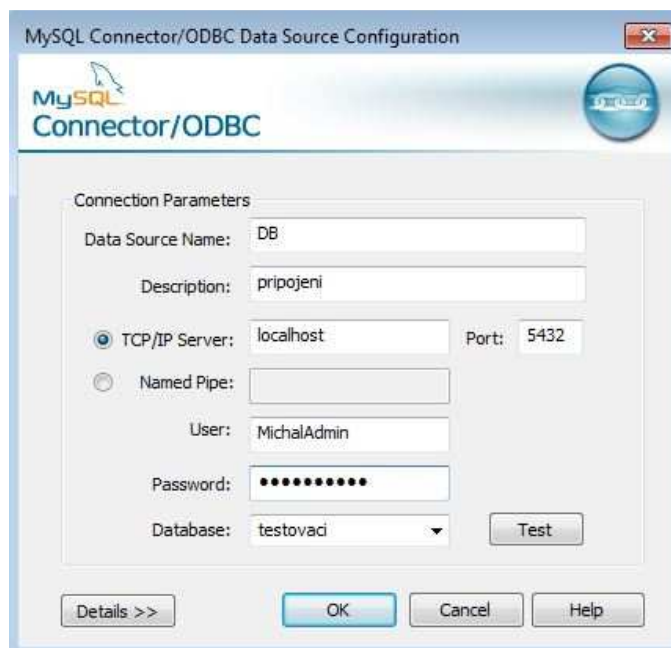 MySQL Connector/ODBC Data Source Configuration
MySQL
Connector/ODBC
Connection Parameters
Data Source Name: DB
Description: pripojeni
TCP/IP Server: localhost Port: 5432
Named Pipe:
User: MichalAdmin
Password: ●●●●●●●●●●
Database: testovaci Test
Details >> OK Cancel Help